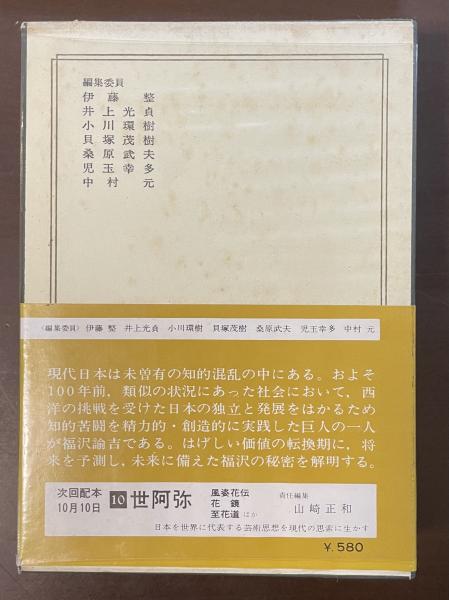 編集委員
伊藤 整
井上光貞
小川環樹
貝塚茂樹
桑原武夫
児玉幸多
中村 元
〈編集委員〉 伊藤 整 井上光貞 小川環樹 貝塚茂樹 桑原武夫 児玉幸多 中村 元
現代日本は未曽有の知的混乱の中にある。およそ
100年前，類似の状況にあった社会において，西
洋の挑戦を受けた日本の独立と発展をはかるため
知的苦闘を精力的・創造的に実践した巨人の一人
が福沢諭吉である。はげしい価値の転換期に，将
来を予測し，未来に備えた福沢の秘密を解明する。
次回配本
10月10日
10 世阿弥
風姿花伝
花 鏡
至花道 ほか
責任編集
山崎正和
日本を世界に代表する芸術思想を現代の思索に生かす
￥.580